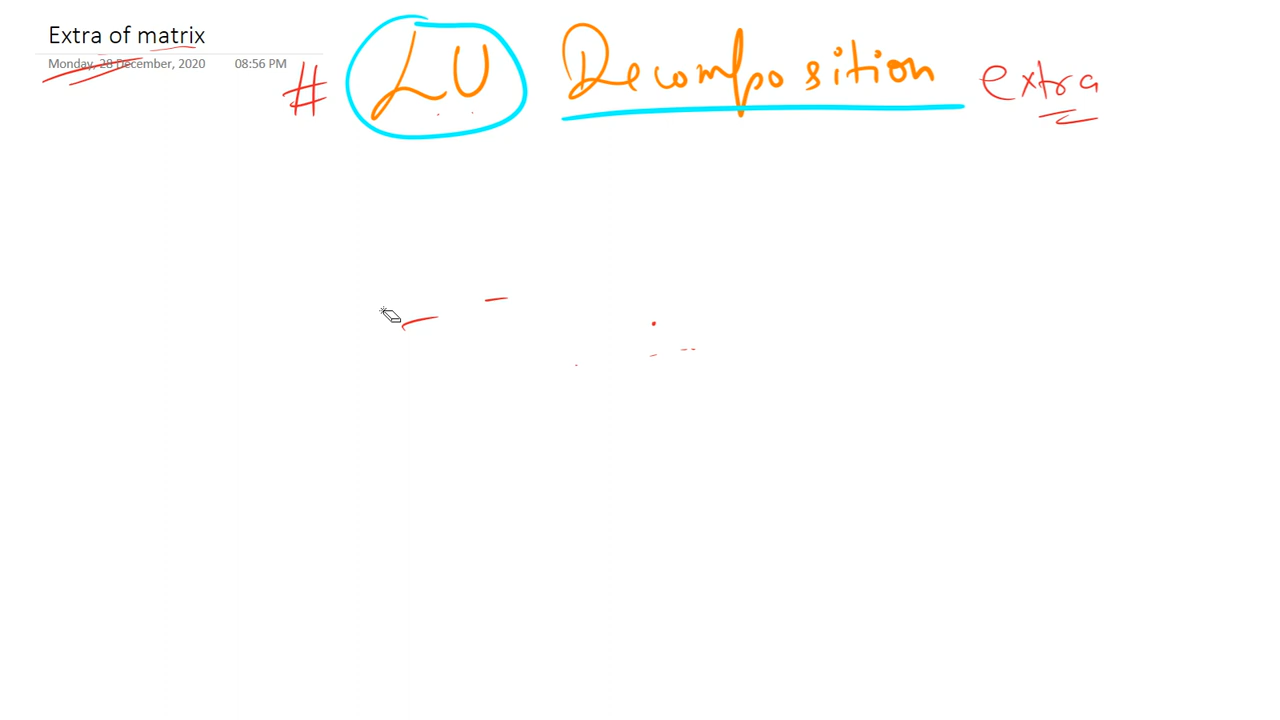 Extra of matrix
Monday, 28 December, 2020 08:56 PM
# LU Decomposition extra